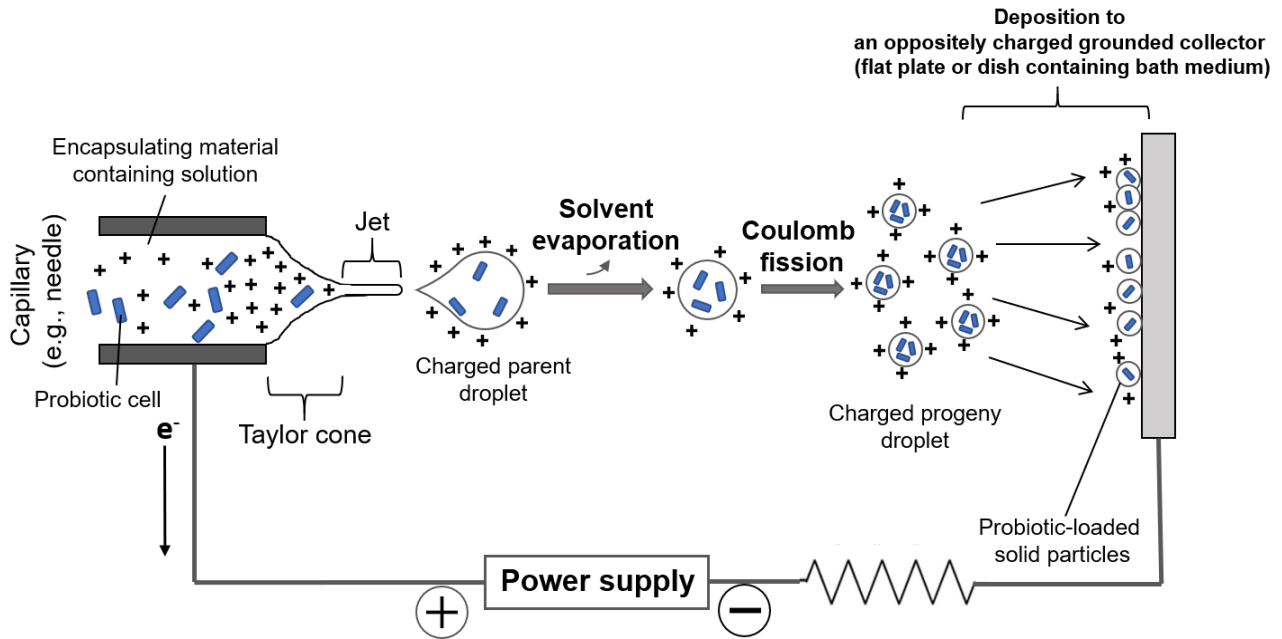 Deposition to
an oppositely charged grounded collector
(flat plate or dish containing bath medium)
Encapsulating material
containing solution
Capillary
(e.g., needle)
Jet
Solvent
evaporation
Coulomb
fission
Probiotic cell
Taylor cone
Charged parent
droplet
Charged progeny
droplet
e-
Probiotic-loaded
solid particles
Power supply
+
−